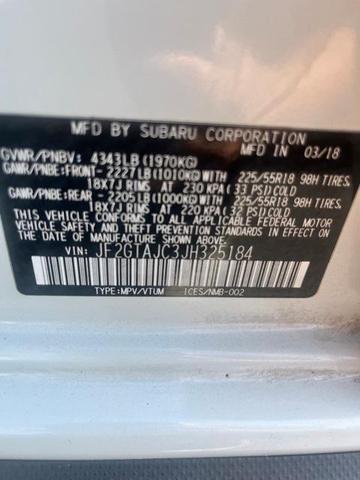 MFD BY SUBARU CORPORATION IN 03/18
GVWR/PNBV: 4343LB(1970KG)
GAWR/PNBE:FRONT- 2227LB(1010KG)WITH 225/55R18 98H TIRES,
18X7J RIMS AT 230 KPA(33 PSI)COLD
GAWR/PNBE:REAR - 2205LB(1000KG)WITH 225/55R18 98H TIRES,
18X7J RIMS AT 220 KPA(32 PSI)COLD
THIS VEHICLE CONFORMS TO ALL APPLICABLE FEDERAL MOTOR
VEHICLE SAFETY, BUMPER, AND THEFT PREVENTION STANDARDS
IN EFFECT ON THE DATE OF MANUFACTURE SHOWN ABOVE.
VIN: JF2GTAJC3JH325184
TYPE:MPV/VTUM ICES/NMB-002